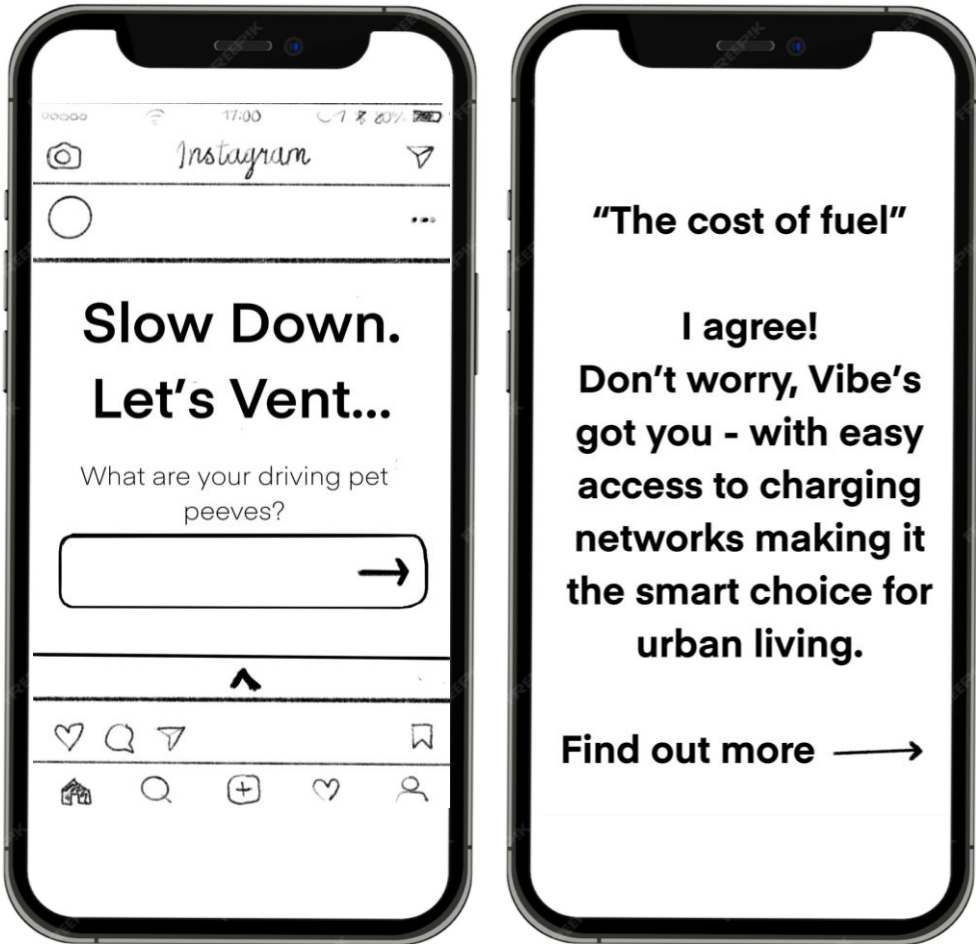 17:00 80%
Instagram
Slow Down.
Let's Vent...
What are your driving pet
peeves?
“The cost of fuel”
I agree!
Don't worry, Vibe's
got you - with easy
access to charging
networks making it
the smart choice for
urban living.
Find out more